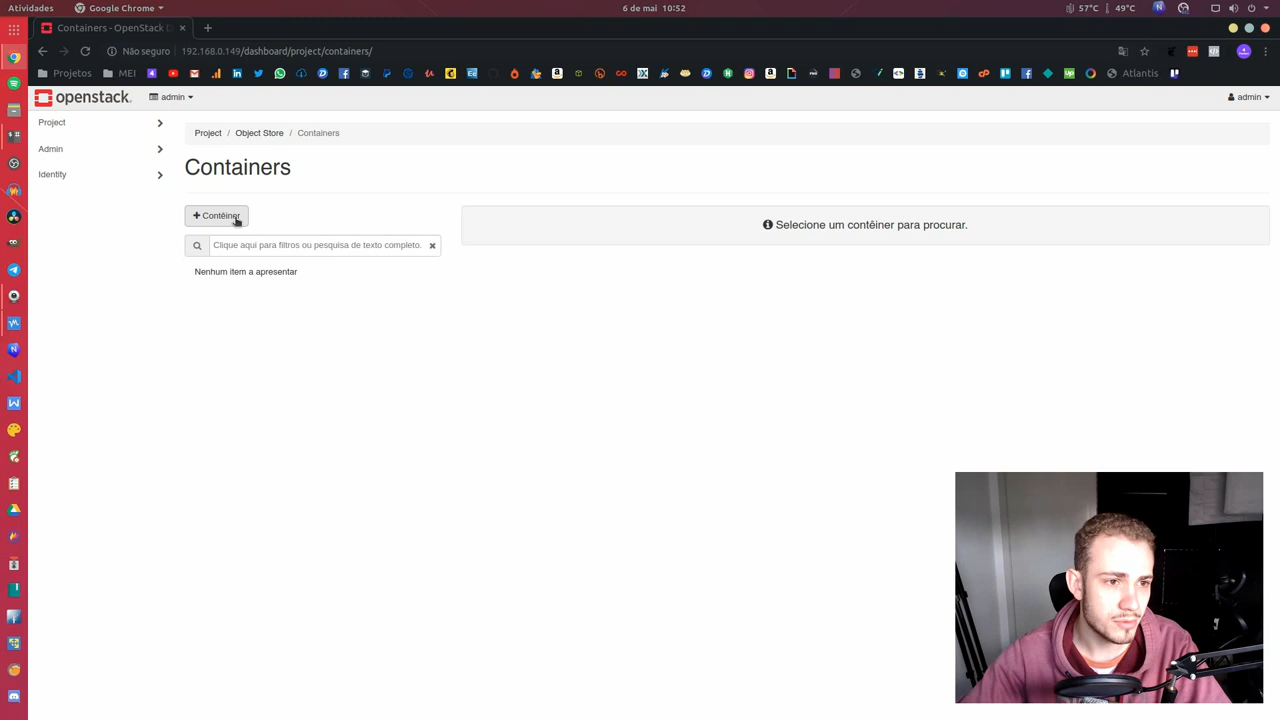 Atividades
Google Chrome
6 de mai 10:52
57°C
49°C
Containers - OpenStack D
Não seguro
192.168.0.149/dashboard/project/containers/
Projetos
MEI
Atlantis
openstack.
admin
admin
Project
Admin
Identity
Project / Object Store / Containers
Containers
+ Contêiner
Selecione um contêiner para procurar.
Clique aqui para filtros ou pesquisa de texto completo.
Nenhum item a apresentar